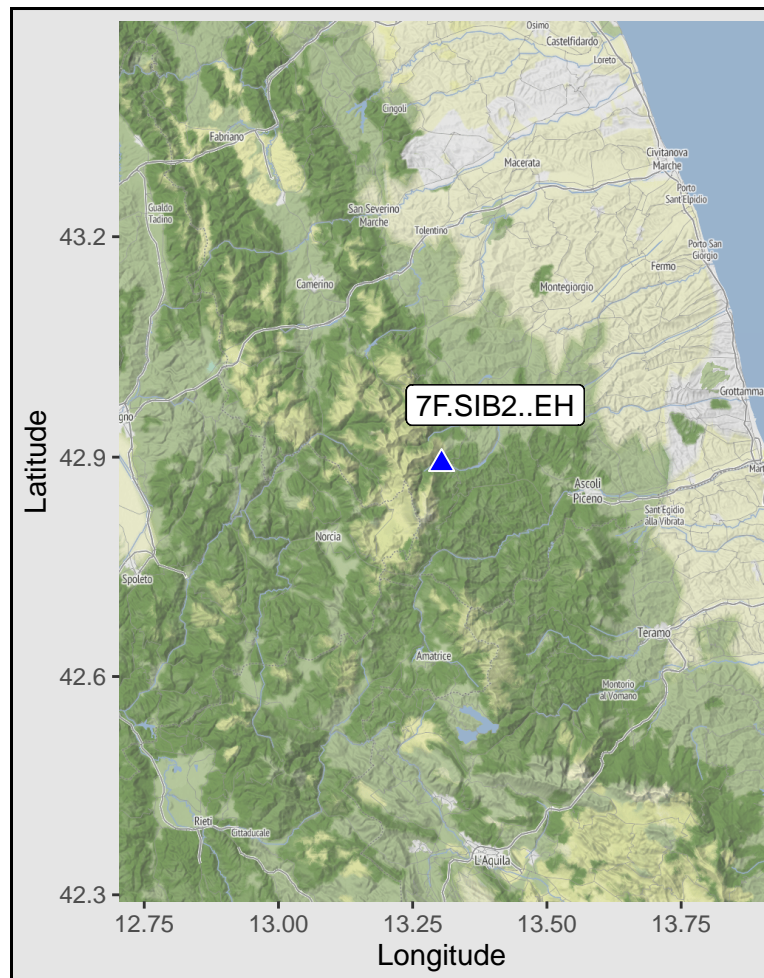 Osimo
Castelfidardo
Loreto
Cingoli
Fabriano
Macerata
Civitanova
Marche
Porto
Sant'Elpidio
Gualdo
Tadino
San Severino
Marche
Tolentino
43.2
Porto San
Giorgio
Fermo
Camerino
Montegiorgio
7F.SIB2..EH
Grottammar
gno
Latitude
42.9
Mart
Ascoli
Piceno
Sant'Egidio
alla Vibrata
Norcia
Spoleto
Teramo
Amatrice
42.6
Montorio
al Vomano
Rieti
Cittaducale
L'Aquila
42.3
12.75
13.00
13.25
13.50
13.75
Longitude